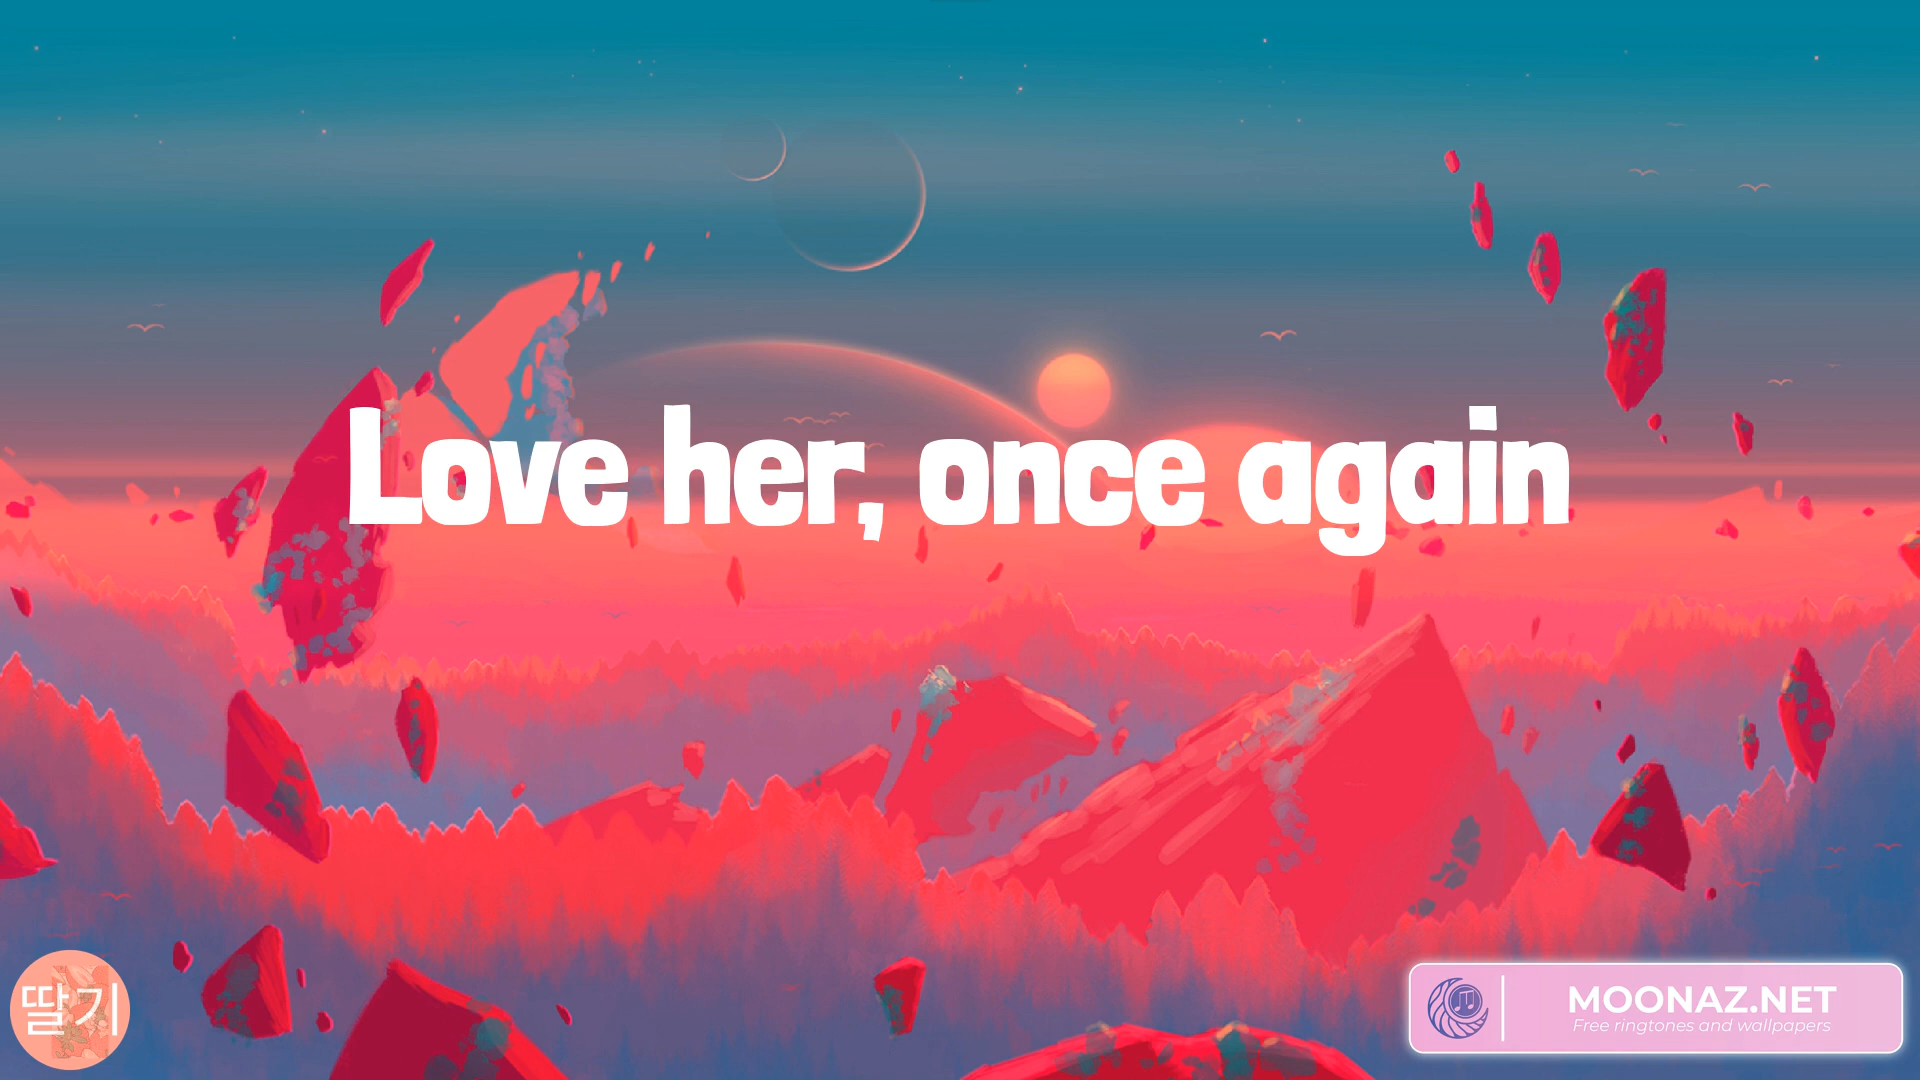 Love her, once again
딸기
MOONAZ.NET
Free ringtones and wallpapers